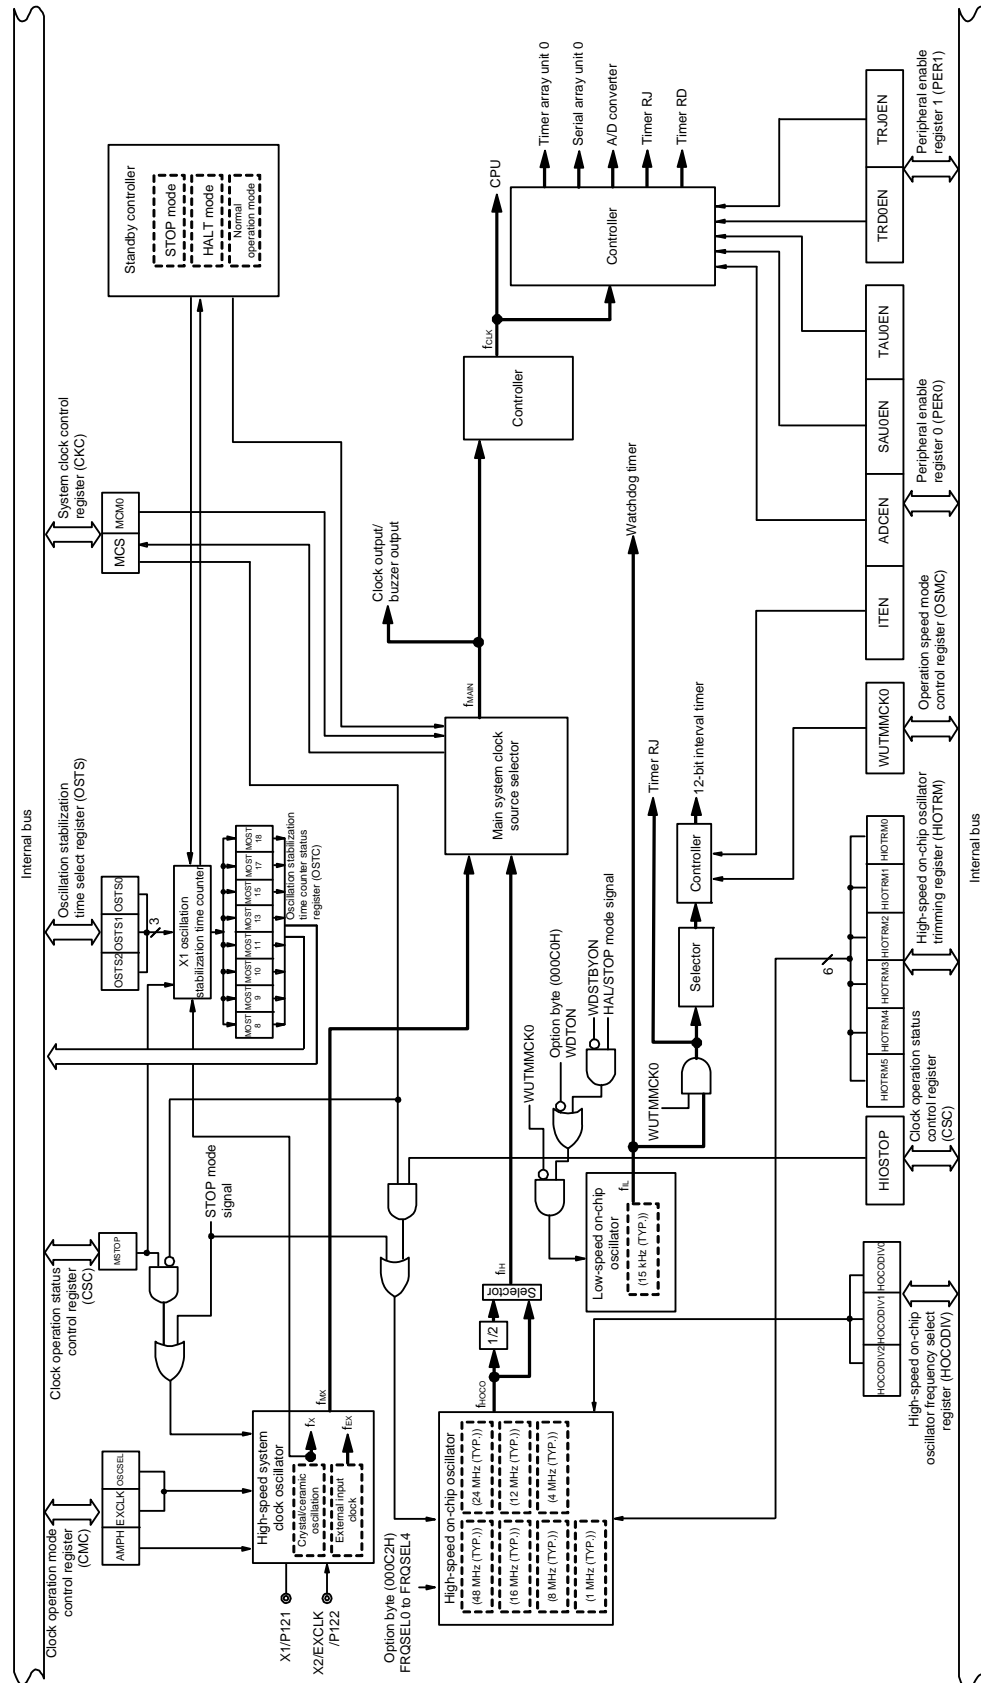 Internal bus
Clock operation mode
control register
(CMC)
AMPH
EXCLK
OSCSEL
Clock operation status
control register
(CSC)
MSTOP
STOP mode
signal
Oscillation stabilization
time select register (OSTS)
OSTS2
OSTS1
OSTS0
3
X1 oscillation
stabilization time counter
MOST
8
MOST
9
MOST
10
MOST
11
MOST
13
MOST
15
MOST
17
MOST
18
Oscillation stabilization
time counter status
register (OSTC)
System clock control
register (CKC)
MCS
MCM0
Standby controller
STOP mode
HALT mode
Normal
operation mode
High-speed system
clock oscillator
Crystal/ceramic
oscillation
External input
clock
fX
fEX
fMX
X1/P121
X2/EXCLK
/P122
Option byte (000C2H)
FRQSEL0 to FRQSEL4
High-speed on-chip oscillator
(48 MHz (TYP.))
(24 MHz (TYP.))
(16 MHz (TYP.))
(12 MHz (TYP.))
(8 MHz (TYP.))
(4 MHz (TYP.))
(1 MHz (TYP.))
fHOCO
1/2
Selector
fIH
Main system clock
source selector
fMAIN
Clock output/
buzzer output
Controller
fCLK
CPU
Controller
Timer array unit 0
Serial array unit 0
A/D converter
Timer RJ
Timer RD
WUTMMCK0
Option byte (000C0H)
WDTON
WDSTBYON
HAL/STOP mode signal
Low-speed on-chip
oscillator
(15 kHz (TYP.))
fIL
Watchdog timer
WUTMMCK0
Timer RJ
Selector
Controller
12-bit interval timer
HOCODIV2
HOCODIV1
HOCODIV0
High-speed on-chip
oscillator frequency select
register (HOCODIV)
HIOSTOP
Clock operation status
control register
(CSC)
6
HIOTRM5
HIOTRM4
HIOTRM3
HIOTRM2
HIOTRM1
HIOTRM0
High-speed on-chip oscillator
trimming register (HIOTRM)
WUTMMCK0
Operation speed mode
control register (OSMC)
ITEN
ADCEN
SAU0EN
TAU0EN
Peripheral enable
register 0 (PER0)
TRD0EN
TRJ0EN
Peripheral enable
register 1 (PER1)
Internal bus